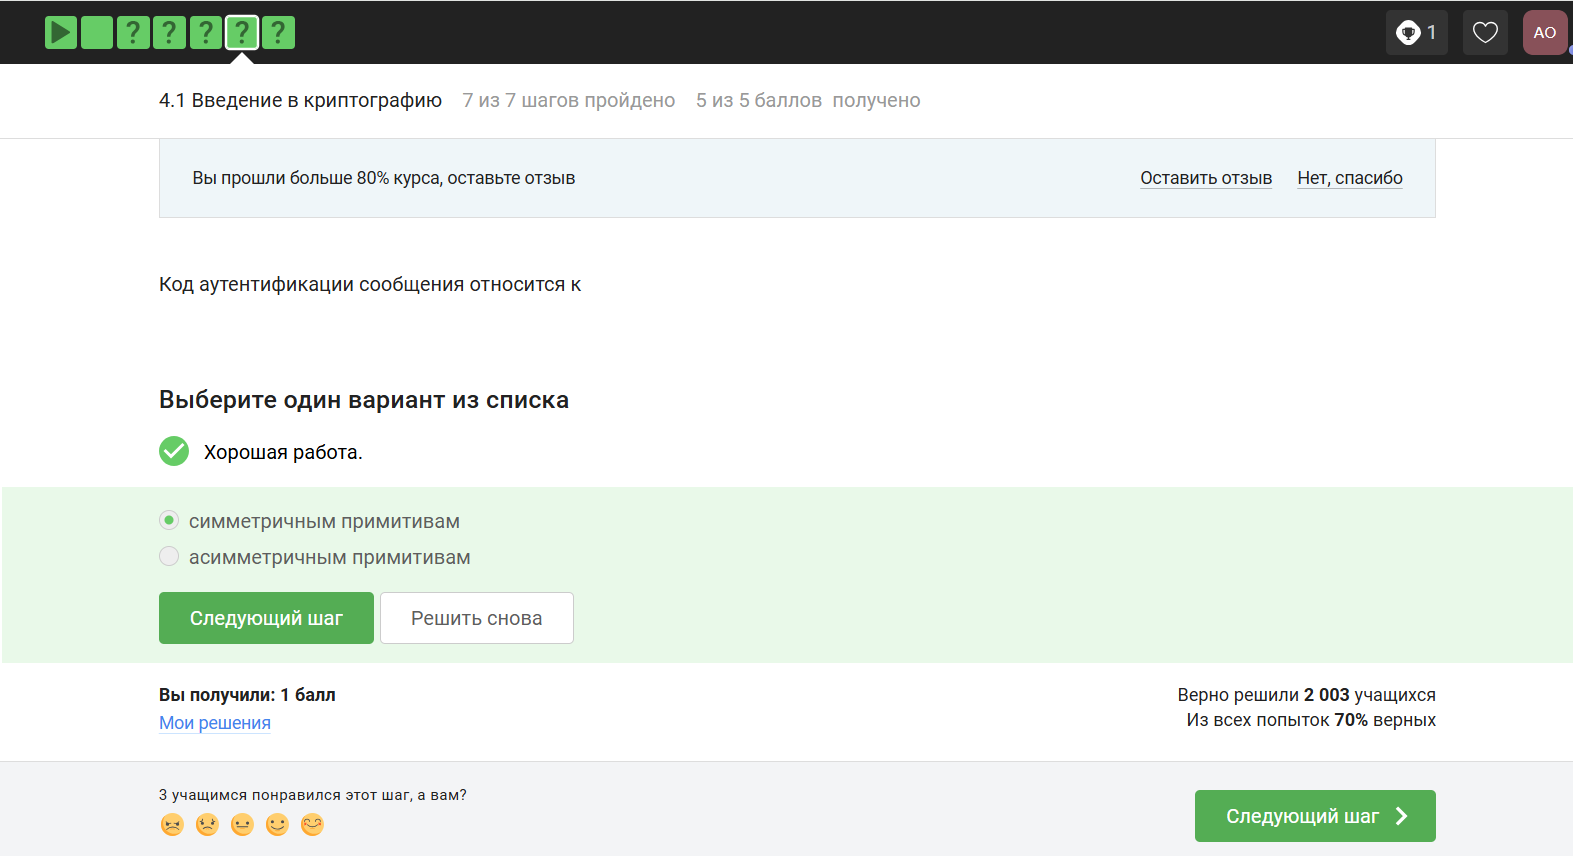 ? ? ? ? ?
1
АО
4.1 Введение в криптографию 7 из 7 шагов пройдено 5 из 5 баллов получено
Вы прошли больше 80% курса, оставьте отзыв Оставить отзыв Нет, спасибо
Код аутентификации сообщения относится к
Выберите один вариант из списка
Хорошая работа.
симметричным примитивам
асимметричным примитивам
Следующий шаг Решить снова
Вы получили: 1 балл
Мои решения
Верно решили 2 003 учащихся
Из всех попыток 70% верных
3 учащимся понравился этот шаг, а вам?
Следующий шаг